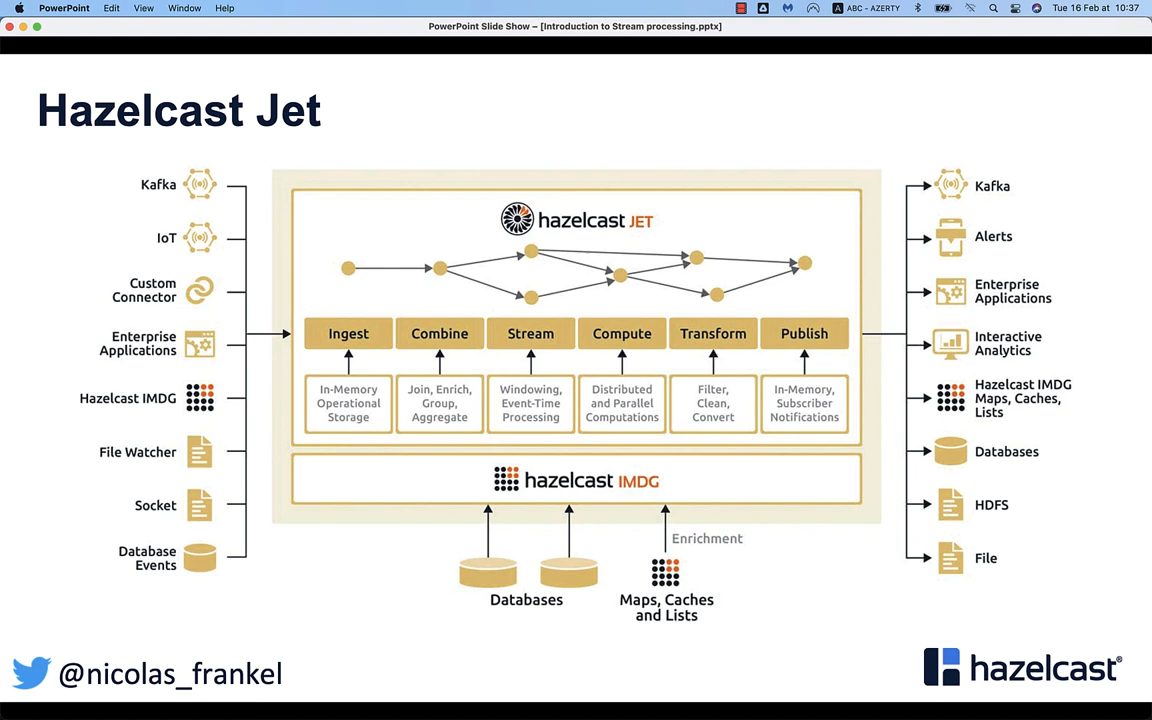 PowerPoint Edit View Window Help
A ABC - AZERTY
Tue 16 Feb at 10:37
PowerPoint Slide Show – [Introduction to Stream processing.pptx]
Hazelcast Jet
Kafka
IoT
Custom
Connector
Enterprise
Applications
Hazelcast IMDG
File Watcher
Socket
Database
Events
hazelcast JET
Ingest
Combine
Stream
Compute
Transform
Publish
In-Memory
Operational
Storage
Join, Enrich,
Group,
Aggregate
Windowing,
Event-Time
Processing
Distributed
and Parallel
Computations
Filter,
Clean,
Convert
In-Memory,
Subscriber
Notifications
hazelcast IMDG
Enrichment
Databases
Maps, Caches
and Lists
Kafka
Alerts
Enterprise
Applications
Interactive
Analytics
Hazelcast IMDG
Maps, Caches,
Lists
Databases
HDFS
File
@nicolas_frankel
hazelcast®